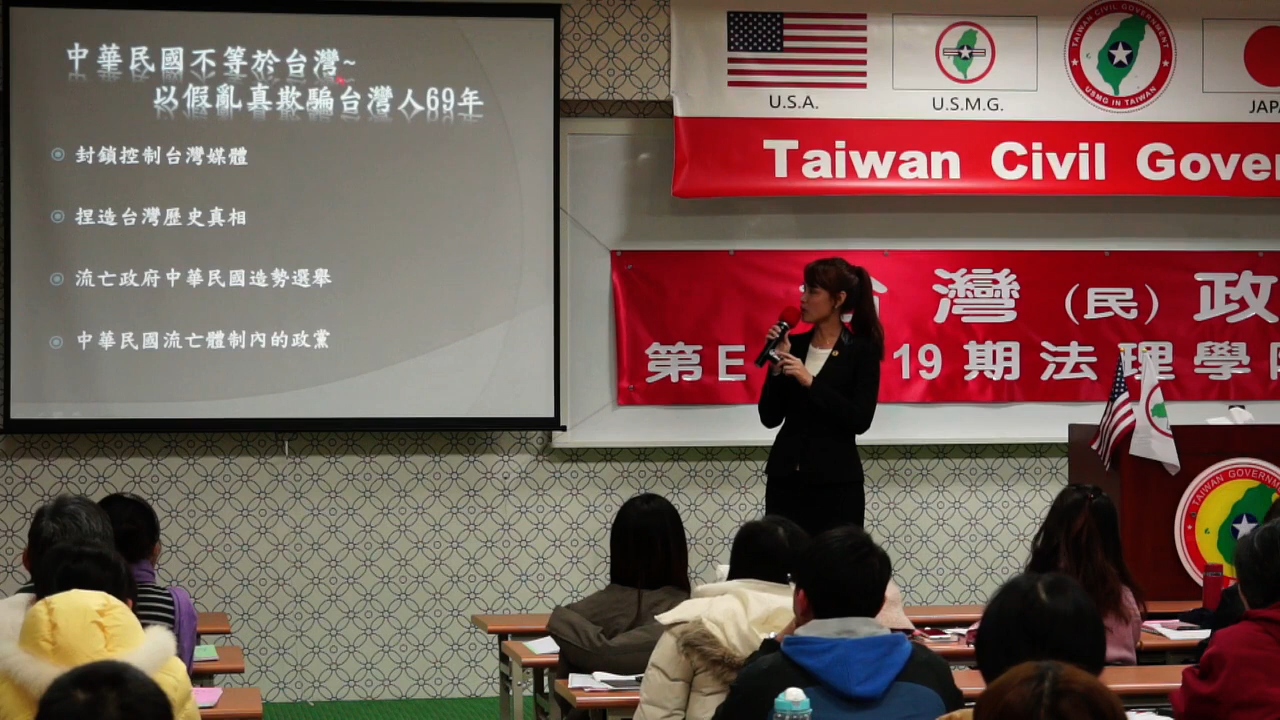 中華民國不等於台灣~
以假亂真欺騙台灣人69年
封鎖控制台灣媒體
捏造台灣歷史真相
流亡政府中華民國造勢選舉
中華民國流亡體制內的政黨
U.S.A.
U.S.M.G.
TAIWAN CIVIL GOVERNMENT
USMG IN TAIWAN
JAPA
Taiwan Civil Gover
灣(民)政
第E 19期法理學
TAIWAN GOVERNM